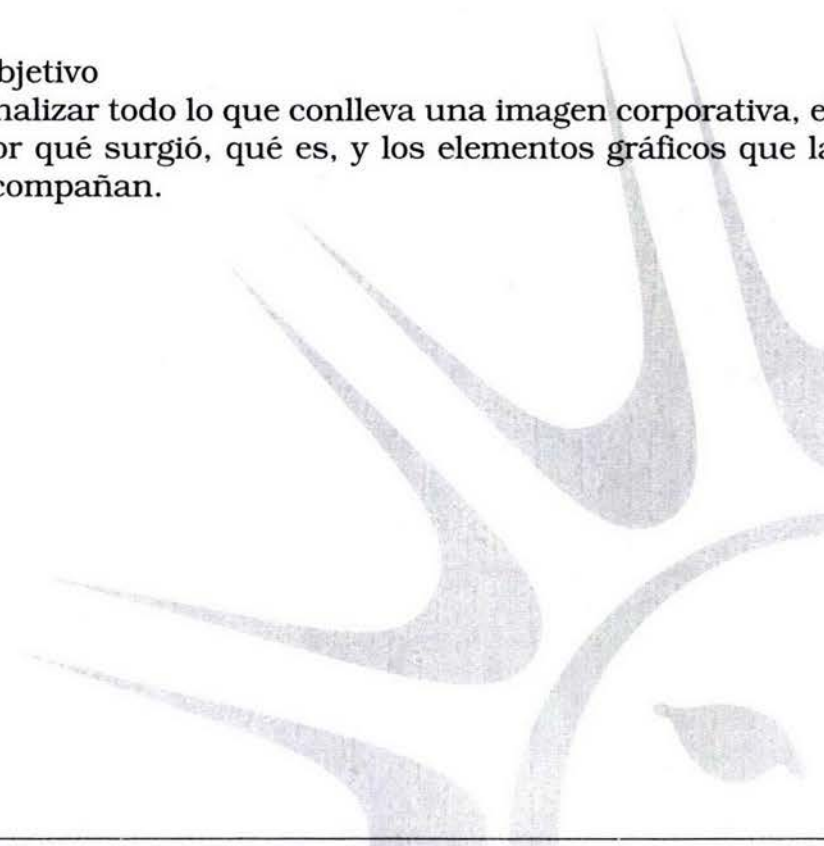 bjetivo
nalizar todo lo que conlleva una imagen corporativa, e
or qué surgió, qué es, y los elementos gráficos que la
compañan.